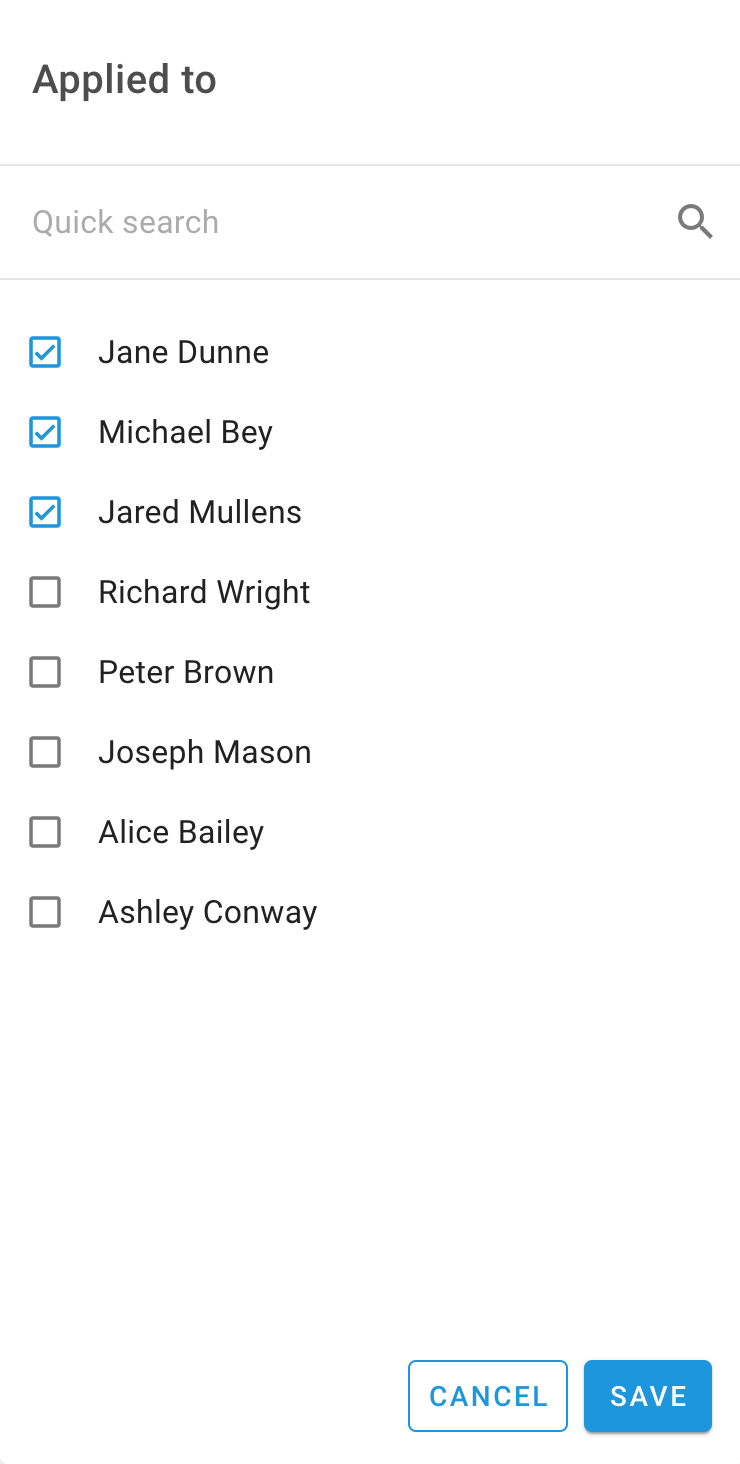 Applied to
Quick search
Jane Dunne
Michael Bey
Jared Mullens
Richard Wright
Peter Brown
Joseph Mason
Alice Bailey
Ashley Conway
CANCEL SAVE